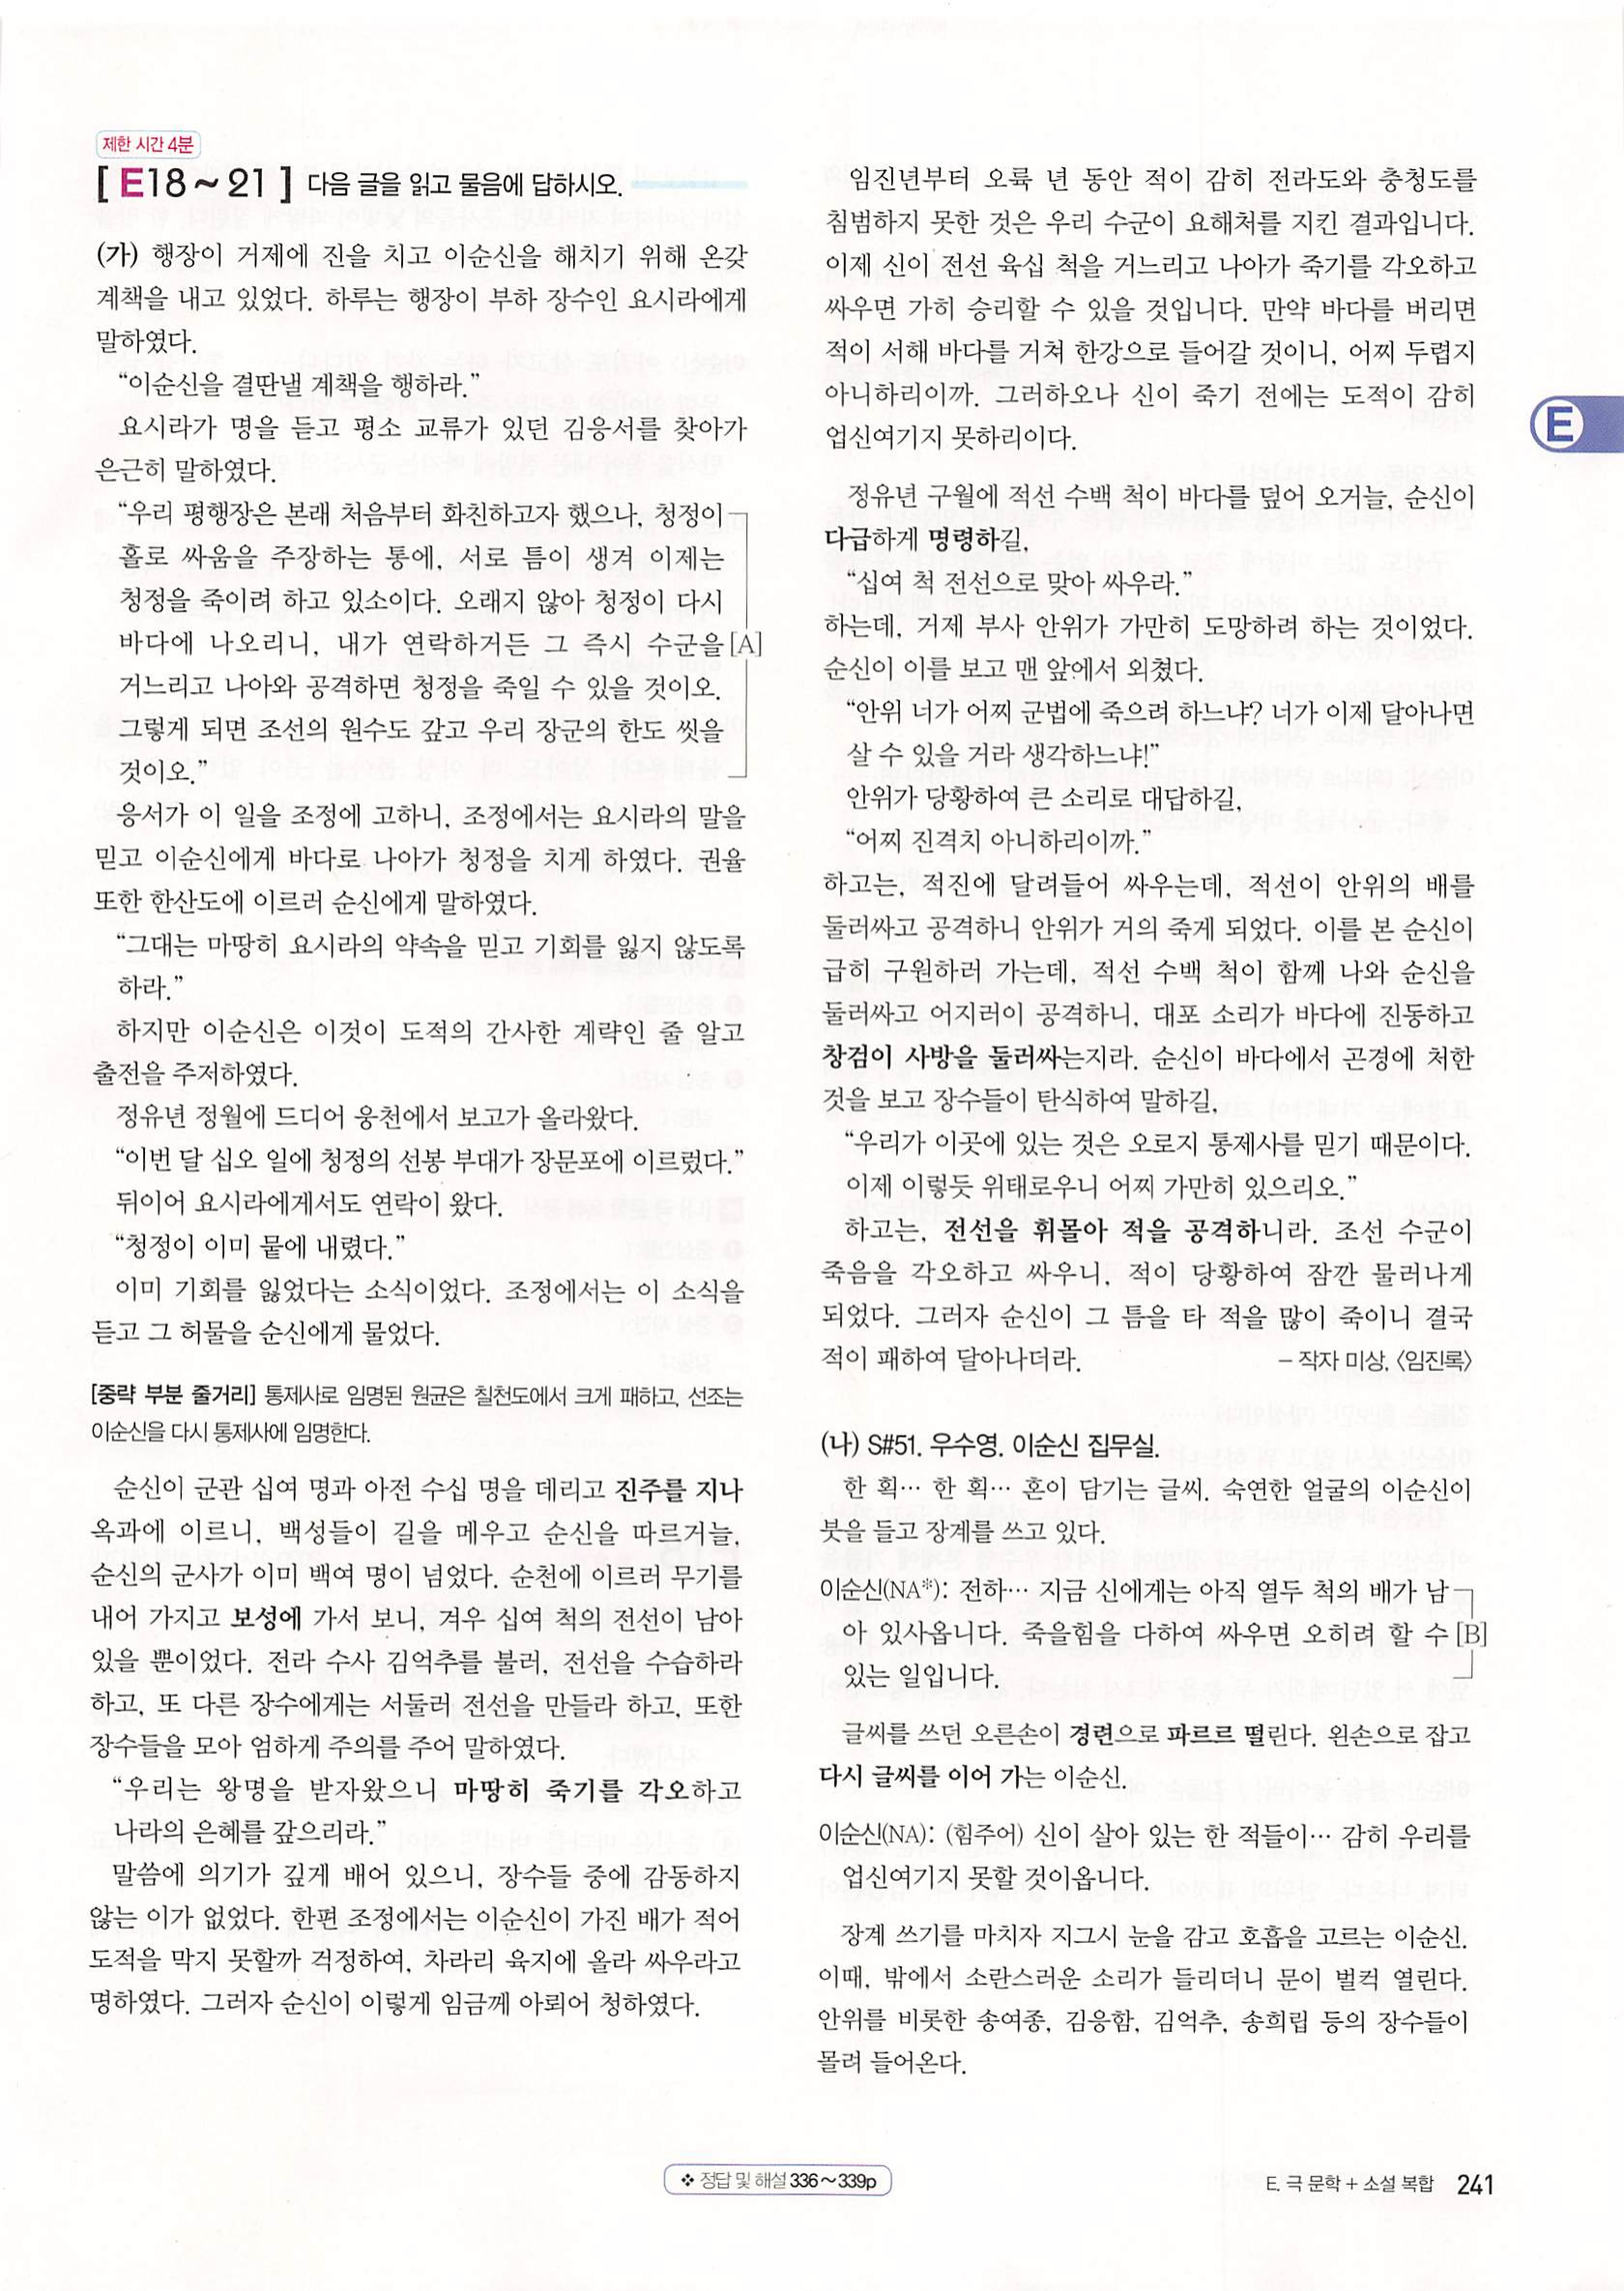 제한 시간 4분
[ E18 ~ 21 ] 다음 글을 읽고 물음에 답하시오.
(가) 행장이 거제에 진을 치고 이순신을 해치기 위해 온갖
계책을 내고 있었다. 하루는 행장이 부하 장수인 요시라에게
말하였다.
“이순신을 결딴낼 계책을 행하라.”
요시라가 명을 듣고 평소 교류가 있던 김응서를 찾아가
은근히 말하였다.
“우리 평행장은 본래 처음부터 화친하고자 했으나, 청정이
홀로 싸움을 주장하는 통에, 서로 틈이 생겨 이제는
청정을 죽이려 하고 있소이다. 오래지 않아 청정이 다시
바다에 나오리니, 내가 연락하거든 그 즉시 수군을 [A]
거느리고 나아와 공격하면 청정을 죽일 수 있을 것이오.
그렇게 되면 조선의 원수도 갚고 우리 장군의 한도 씻을
것이오.”
응서가 이 일을 조정에 고하니, 조정에서는 요시라의 말을
믿고 이순신에게 바다로 나아가 청정을 치게 하였다. 권율
또한 한산도에 이르러 순신에게 말하였다.
“그대는 마땅히 요시라의 약속을 믿고 기회를 잃지 않도록
하라.”
하지만 이순신은 이것이 도적의 간사한 계략인 줄 알고
출전을 주저하였다.
정유년 정월에 드디어 웅천에서 보고가 올라왔다.
“이번 달 십오 일에 청정의 선봉 부대가 장문포에 이르렀다.”
뒤이어 요시라에게서도 연락이 왔다.
“청정이 이미 뭍에 내렸다.”
이미 기회를 잃었다는 소식이었다. 조정에서는 이 소식을
듣고 그 허물을 순신에게 물었다.
[중략 부분 줄거리] 통제사로 임명된 원균은 칠천도에서 크게 패하고, 선조는
이순신을 다시 통제사에 임명한다.
순신이 군관 십여 명과 아전 수십 명을 데리고 진주를 지나
옥과에 이르니, 백성들이 길을 메우고 순신을 따르거늘,
순신의 군사가 이미 백여 명이 넘었다. 순천에 이르러 무기를
내어 가지고 보성에 가서 보니, 겨우 십여 척의 전선이 남아
있을 뿐이었다. 전라 수사 김억추를 불러, 전선을 수습하라
하고, 또 다른 장수에게는 서둘러 전선을 만들라 하고, 또한
장수들을 모아 엄하게 주의를 주어 말하였다.
“우리는 왕명을 받자왔으니 마땅히 죽기를 각오하고
나라의 은혜를 갚으리라.”
말씀에 의기가 깊게 배어 있으니, 장수들 중에 감동하지
않는 이가 없었다. 한편 조정에서는 이순신이 가진 배가 적어
도적을 막지 못할까 걱정하여, 차라리 육지에 올라 싸우라고
명하였다. 그러자 순신이 이렇게 임금께 아뢰어 청하였다.
임진년부터 오륙 년 동안 적이 감히 전라도와 충청도를
침범하지 못한 것은 우리 수군이 요해처를 지킨 결과입니다.
이제 신이 전선 육십 척을 거느리고 나아가 죽기를 각오하고
싸우면 가히 승리할 수 있을 것입니다. 만약 바다를 버리면
적이 서해 바다를 거쳐 한강으로 들어갈 것이니, 어찌 두렵지
아니하리이까. 그러하오나 신이 죽기 전에는 도적이 감히
업신여기지 못하리이다.
E
정유년 구월에 적선 수백 척이 바다를 덮어 오거늘, 순신이
다급하게 명령하길,
“십여 척 전선으로 맞아 싸우라.”
하는데, 거제 부사 안위가 가만히 도망하려 하는 것이었다.
순신이 이를 보고 맨 앞에서 외쳤다.
“안위 너가 어찌 군법에 죽으려 하느냐? 너가 이제 달아나면
살 수 있을 거라 생각하느냐!”
안위가 당황하여 큰 소리로 대답하길,
“어찌 진격치 아니하리이까.”
하고는, 적진에 달려들어 싸우는데, 적선이 안위의 배를
둘러싸고 공격하니 안위가 거의 죽게 되었다. 이를 본 순신이
급히 구원하러 가는데, 적선 수백 척이 함께 나와 순신을
둘러싸고 어지러이 공격하니, 대포 소리가 바다에 진동하고
창검이 사방을 둘러싸는지라. 순신이 바다에서 곤경에 처한
것을 보고 장수들이 탄식하여 말하길,
“우리가 이곳에 있는 것은 오로지 통제사를 믿기 때문이다.
이제 이렇듯 위태로우니 어찌 가만히 있으리오.”
하고는, 전선을 휘몰아 적을 공격하니라. 조선 수군이
죽음을 각오하고 싸우니, 적이 당황하여 잠깐 물러나게
되었다. 그러자 순신이 그 틈을 타 적을 많이 죽이니 결국
적이 패하여 달아나더라. – 작자 미상, 〈임진록〉
(나) S#51. 우수영. 이순신 집무실.
한 획… 한 획… 혼이 담기는 글씨. 숙연한 얼굴의 이순신이
붓을 들고 장계를 쓰고 있다.
이순신(NA*): 전하… 지금 신에게는 아직 열두 척의 배가 남
아 있사옵니다. 죽을힘을 다하여 싸우면 오히려 할 수 [B]
있는 일입니다.
글씨를 쓰던 오른손이 경련으로 파르르 떨린다. 왼손으로 잡고
다시 글씨를 이어 가는 이순신.
이순신(NA): (힘주어) 신이 살아 있는 한 적들이… 감히 우리를
업신여기지 못할 것이옵니다.
장계 쓰기를 마치자 지그시 눈을 감고 호흡을 고르는 이순신.
이때, 밖에서 소란스러운 소리가 들리더니 문이 벌컥 열린다.
안위를 비롯한 송여종, 김응함, 김억추, 송희립 등의 장수들이
몰려 들어온다.
❖ 정답 및 해설 336~339p
E. 극 문학 + 소설 복합 241